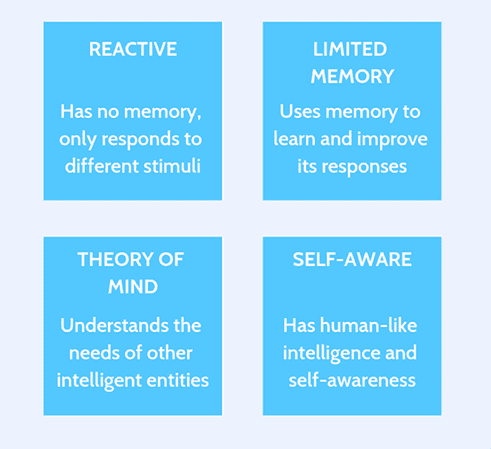 REACTIVE
Has no memory,
only responds to
different stimuli
LIMITED
MEMORY
Uses memory to
learn and improve
its responses
THEORY OF
MIND
Understands the
needs of other
intelligent entities
SELF-AWARE
Has human-like
intelligence and
self-awareness